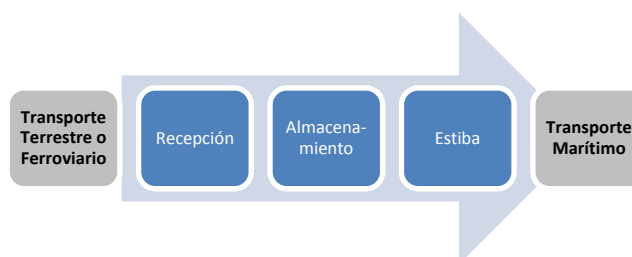 Transporte
Terrestre o
Ferroviario
Recepción
Almacena-
miento
Estiba
Transporte
Marítimo